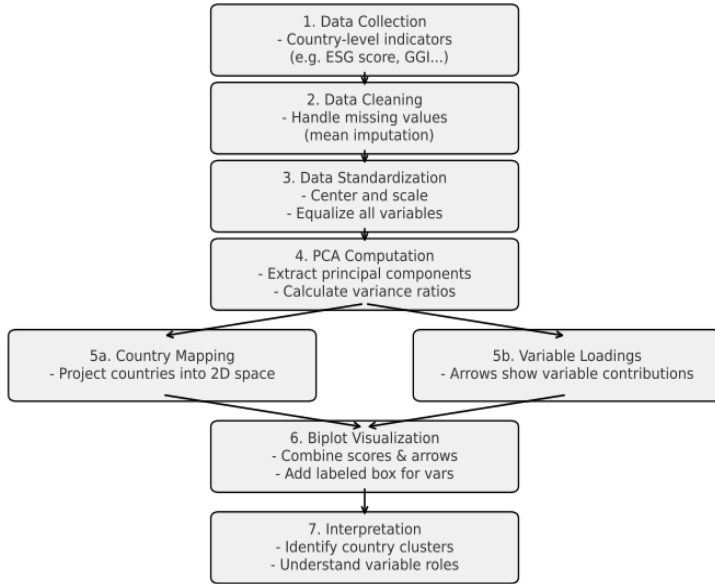 1. Data Collection
- Country-level indicators
(e.g. ESG score, GGI...)
2. Data Cleaning
- Handle missing values
(mean imputation)
3. Data Standardization
- Center and scale
- Equalize all variables
4. PCA Computation
- Extract principal components
- Calculate variance ratios
5a. Country Mapping
- Project countries into 2D space
5b. Variable Loadings
- Arrows show variable contributions
6. Biplot Visualization
- Combine scores & arrows
- Add labeled box for vars
7. Interpretation
- Identify country clusters
- Understand variable roles